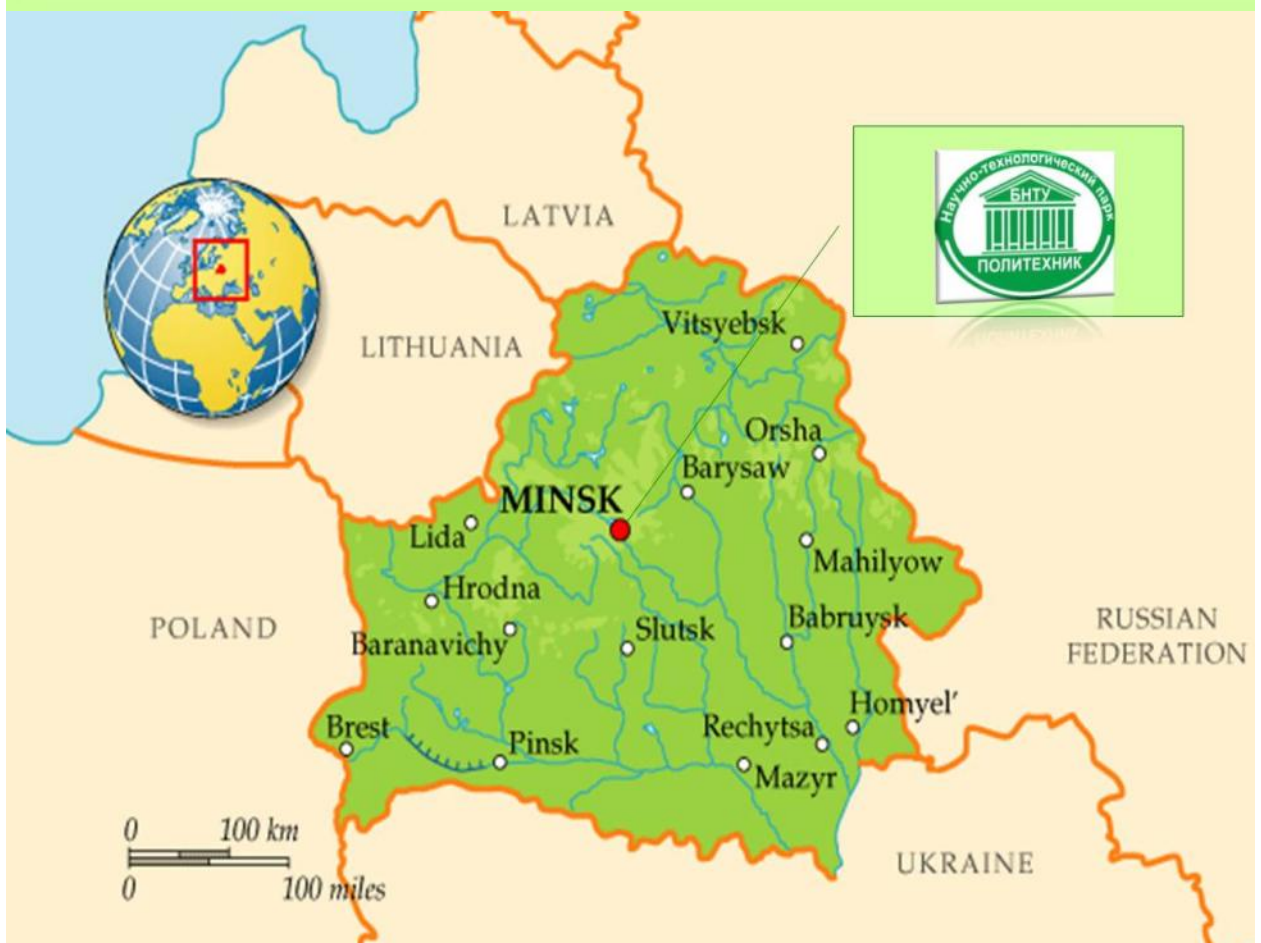 LATVIA
Научно-технологический парк
БНТУ
ПОЛИТЕХНИК
Vitsyebsk
LITHUANIA
Orsha
Barysaw
MINSK
Lida
Mahilyow
Hrodna
Babruysk
RUSSIAN
FEDERATION
POLAND
Slutsk
Baranavichy
Homyel’
Brest
Rechytsa
Pinsk
Mazyr
0 100 km
UKRAINE
0 100 miles